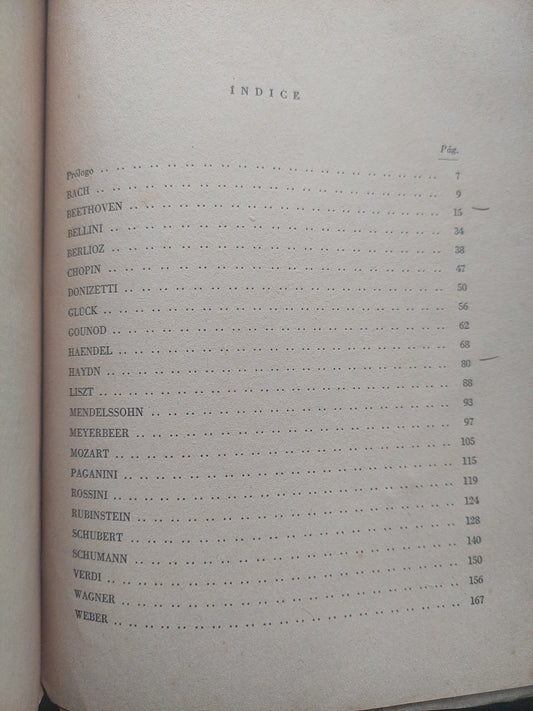 ÍNDICE
Pág.
Prólogo .. .. .. .. .. .. .. .. .. .. .. .. .. .. .. .. .. 7
BACH .. .. .. .. .. .. .. .. .. .. .. .. .. .. .. .. .. 9
BEETHOVEN .. .. .. .. .. .. .. .. .. .. .. .. .. .. .. 15
BELLINI .. .. .. .. .. .. .. .. .. .. .. .. .. .. .. .. 34
BERLIOZ .. .. .. .. .. .. .. .. .. .. .. .. .. .. .. .. 38
CHOPIN .. .. .. .. .. .. .. .. .. .. .. .. .. .. .. .. 47
DONIZETTI .. .. .. .. .. .. .. .. .. .. .. .. .. .. .. 50
GLÜCK .. .. .. .. .. .. .. .. .. .. .. .. .. .. .. .. .. 56
GOUNOD .. .. .. .. .. .. .. .. .. .. .. .. .. .. .. .. 62
HAENDEL .. .. .. .. .. .. .. .. .. .. .. .. .. .. .. .. 68
HAYDN .. .. .. .. .. .. .. .. .. .. .. .. .. .. .. .. .. 80
LISZT .. .. .. .. .. .. .. .. .. .. .. .. .. .. .. .. .. 88
MENDELSSOHN .. .. .. .. .. .. .. .. .. .. .. .. .. .. 93
MEYERBEER .. .. .. .. .. .. .. .. .. .. .. .. .. .. .. 97
MOZART .. .. .. .. .. .. .. .. .. .. .. .. .. .. .. .. 105
PAGANINI .. .. .. .. .. .. .. .. .. .. .. .. .. .. .. .. 115
ROSSINI .. .. .. .. .. .. .. .. .. .. .. .. .. .. .. .. 119
RUBINSTEIN .. .. .. .. .. .. .. .. .. .. .. .. .. .. .. 124
SCHUBERT .. .. .. .. .. .. .. .. .. .. .. .. .. .. .. .. 128
SCHUMANN .. .. .. .. .. .. .. .. .. .. .. .. .. .. .. 140
VERDI .. .. .. .. .. .. .. .. .. .. .. .. .. .. .. .. .. 150
WAGNER .. .. .. .. .. .. .. .. .. .. .. .. .. .. .. .. 156
WEBER .. .. .. .. .. .. .. .. .. .. .. .. .. .. .. .. .. 167